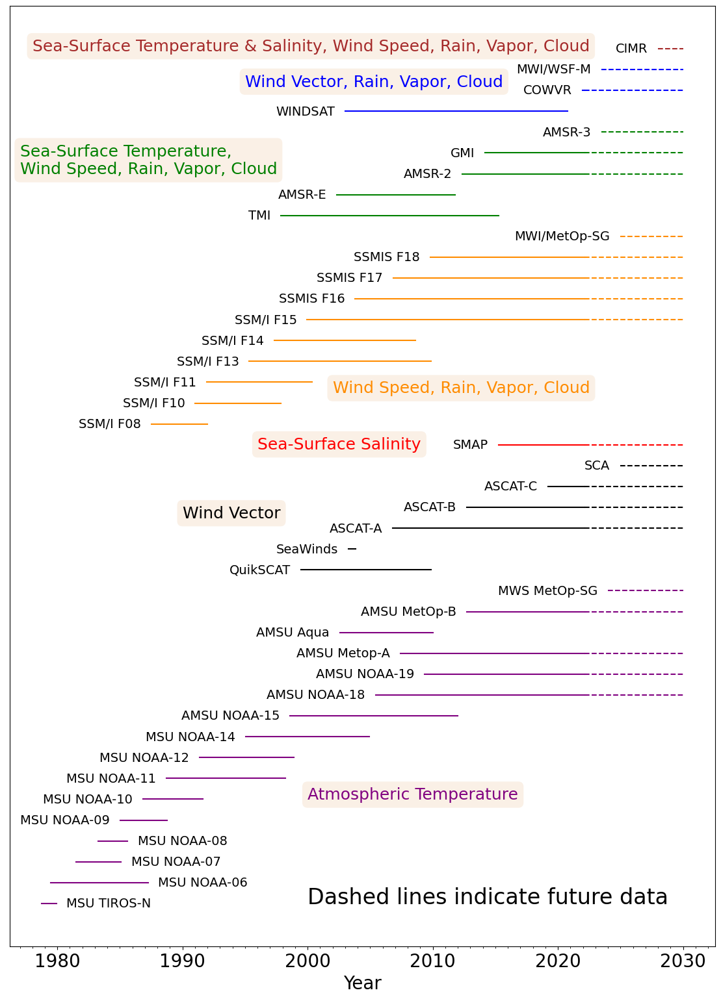 Sea-Surface Temperature & Salinity, Wind Speed, Rain, Vapor, Cloud
CIMR
MWI/WSF-M
Wind Vector, Rain, Vapor, Cloud
COWVR
WINDSAT
AMSR-3
Sea-Surface Temperature,
Wind Speed, Rain, Vapor, Cloud
GMI
AMSR-2
AMSR-E
TMI
MWI/MetOp-SG
SSMIS F18
SSMIS F17
SSMIS F16
SSM/I F15
SSM/I F14
SSM/I F13
SSM/I F11
Wind Speed, Rain, Vapor, Cloud
SSM/I F10
SSM/I F08
Sea-Surface Salinity
SMAP
SCA
ASCAT-C
ASCAT-B
Wind Vector
ASCAT-A
SeaWinds
QuikSCAT
MWS MetOp-SG
AMSU MetOp-B
AMSU Aqua
AMSU Metop-A
AMSU NOAA-19
AMSU NOAA-18
AMSU NOAA-15
MSU NOAA-14
MSU NOAA-12
MSU NOAA-11
Atmospheric Temperature
MSU NOAA-10
MSU NOAA-09
MSU NOAA-08
MSU NOAA-07
MSU NOAA-06
Dashed lines indicate future data
MSU TIROS-N
1980 1990 2000 2010 2020 2030
Year